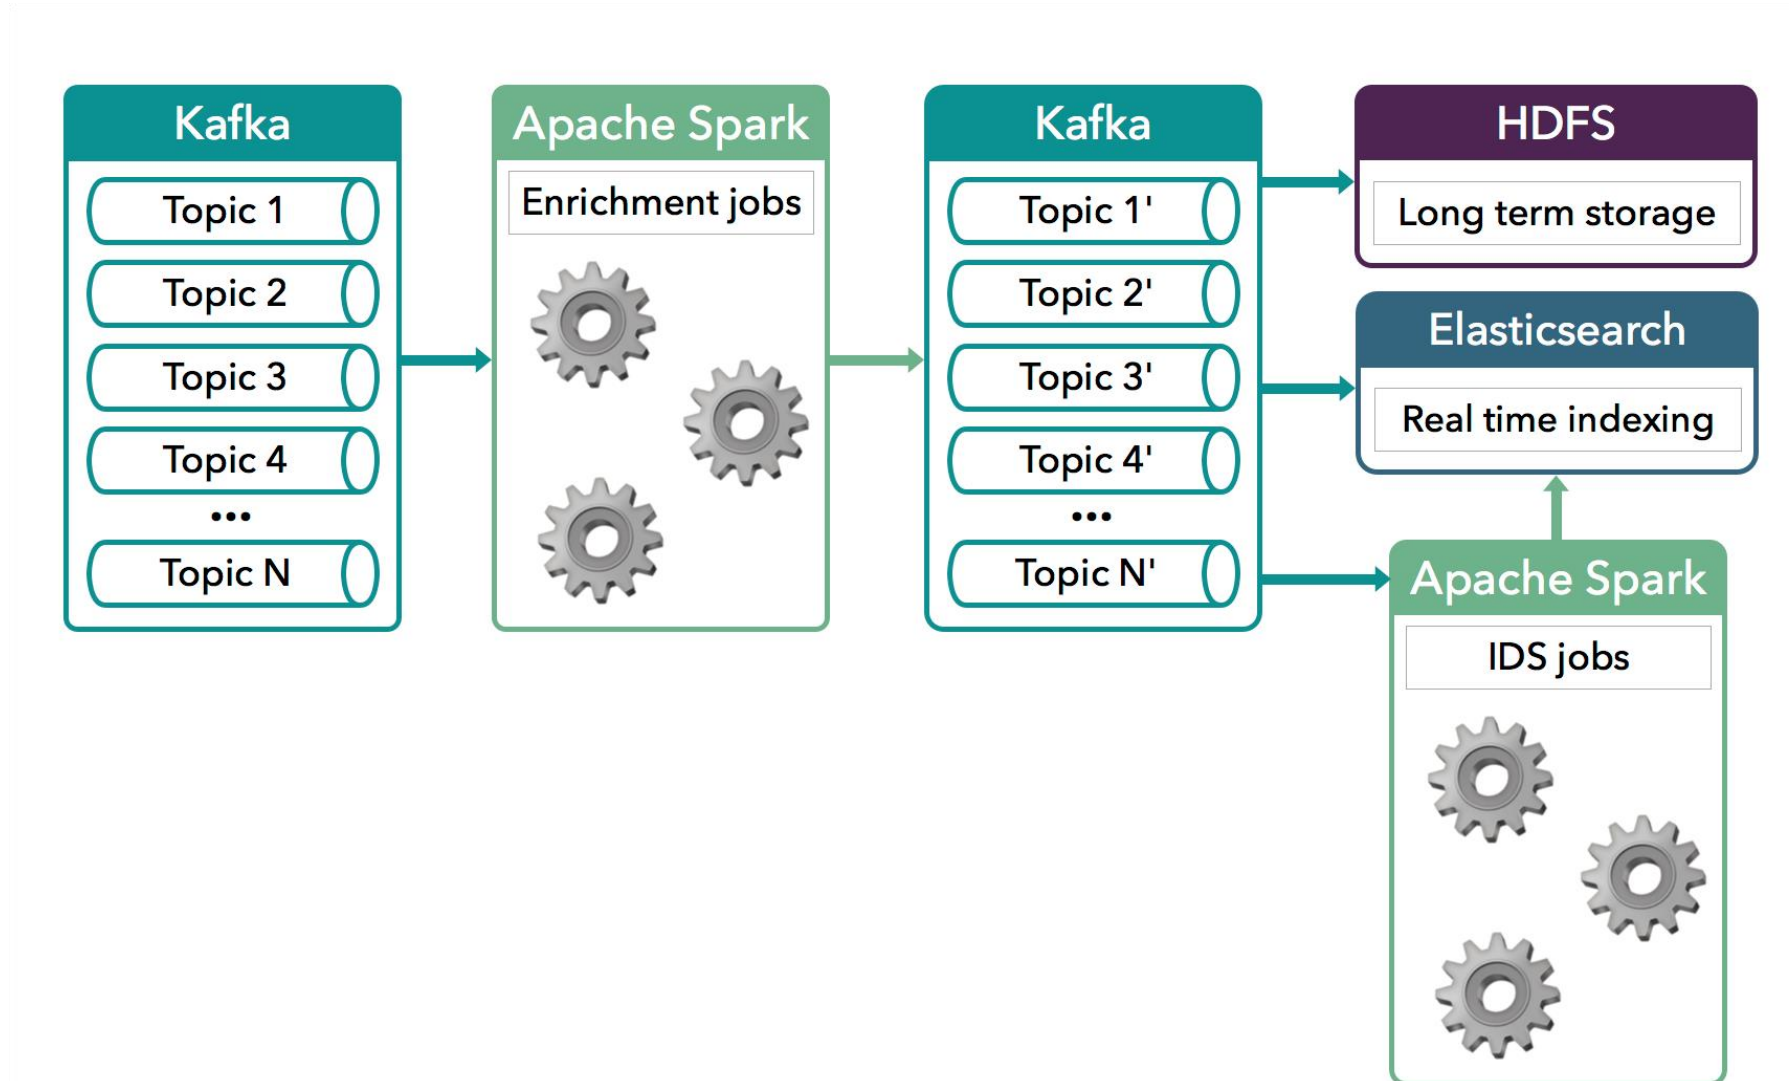 Kafka
Topic 1
Topic 2
Topic 3
Topic 4
...
Topic N
Apache Spark
Enrichment jobs
Kafka
Topic 1'
Topic 2'
Topic 3'
Topic 4'
...
Topic N'
HDFS
Long term storage
Elasticsearch
Real time indexing
Apache Spark
IDS jobs